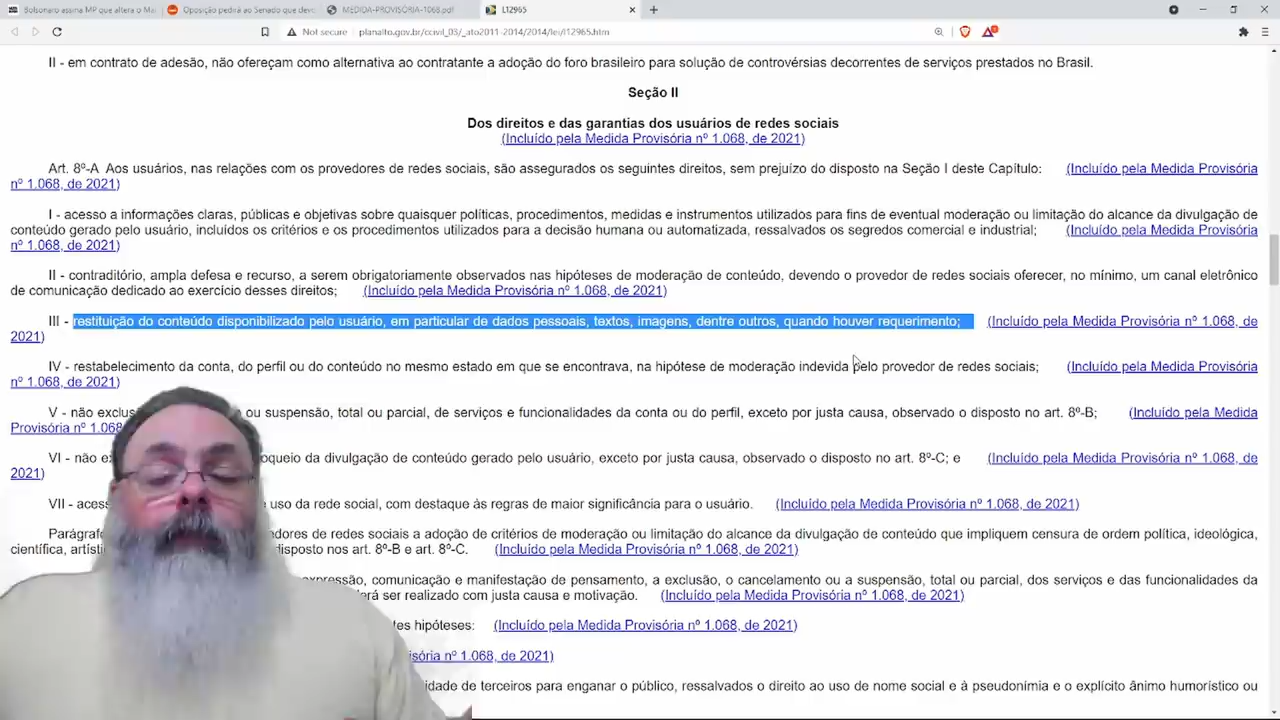 Bolsonaro assina MP que altera o Mar
Oposição pedirá ao Senado que devo
MEDIDA-PROVISÓRIA-1068.pdf
L12965
Not secure | planalto.gov.br/ccivil_03/_ato2011-2014/2014/lei/l12965.htm
II - em contrato de adesão, não ofereçam como alternativa ao contratante a adoção do foro brasileiro para solução de controvérsias decorrentes de serviços prestados no Brasil.
Seção II
Dos direitos e das garantias dos usuários de redes sociais
(Incluído pela Medida Provisória nº 1.068, de 2021)
Art. 8º-A Aos usuários, nas relações com os provedores de redes sociais, são assegurados os seguintes direitos, sem prejuízo do disposto na Seção I deste Capítulo: (Incluído pela Medida Provisória
nº 1.068, de 2021)
I - acesso a informações claras, públicas e objetivas sobre quaisquer políticas, procedimentos, medidas e instrumentos utilizados para fins de eventual moderação ou limitação do alcance da divulgação de
conteúdo gerado pelo usuário, incluídos os critérios e os procedimentos utilizados para a decisão humana ou automatizada, ressalvados os segredos comercial e industrial; (Incluído pela Medida Provisória
nº 1.068, de 2021)
II - contraditório, ampla defesa e recurso, a serem obrigatoriamente observados nas hipóteses de moderação de conteúdo, devendo o provedor de redes sociais oferecer, no mínimo, um canal eletrônico
de comunicação dedicado ao exercício desses direitos; (Incluído pela Medida Provisória nº 1.068, de 2021)
III - restituição do conteúdo disponibilizado pelo usuário, em particular de dados pessoais, textos, imagens, dentre outros, quando houver requerimento; (Incluído pela Medida Provisória nº 1.068, de
2021)
IV - restabelecimento da conta, do perfil ou do conteúdo no mesmo estado em que se encontrava, na hipótese de moderação indevida pelo provedor de redes sociais; (Incluído pela Medida Provisória
nº 1.068, de 2021)
V - não exclus ou suspensão, total ou parcial, de serviços e funcionalidades da conta ou do perfil, exceto por justa causa, observado o disposto no art. 8º-B; (Incluído pela Medida
Provisória nº 1.068
VI - não ex oqueio da divulgação de conteúdo gerado pelo usuário, exceto por justa causa, observado o disposto no art. 8º-C; e (Incluído pela Medida Provisória nº 1.068, de
2021)
VII - acess e uso da rede social, com destaque às regras de maior significância para o usuário. (Incluído pela Medida Provisória nº 1.068, de 2021)
Parágrafo dores de redes sociais a adoção de critérios de moderação ou limitação do alcance da divulgação de conteúdo que impliquem censura de ordem política, ideológica,
científica, artísti disposto nos art. 8º-B e art. 8º-C. (Incluído pela Medida Provisória nº 1.068, de 2021)
expressão, comunicação e manifestação de pensamento, a exclusão, o cancelamento ou a suspensão, total ou parcial, dos serviços e das funcionalidades da
erá ser realizado com justa causa e motivação. (Incluído pela Medida Provisória nº 1.068, de 2021)
tes hipóteses: (Incluído pela Medida Provisória nº 1.068, de 2021)
isória nº 1.068, de 2021)
idade de terceiros para enganar o público, ressalvados o direito ao uso de nome social e à pseudonímia e o explícito ânimo humorístico ou